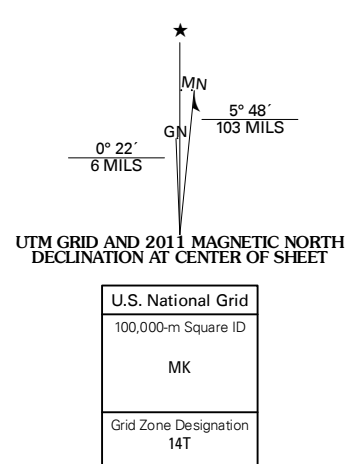 ★
MN
GN
5° 48´
103 MILS
0° 22´
6 MILS
UTM GRID AND 2011 MAGNETIC NORTH
DECLINATION AT CENTER OF SHEET
U.S. National Grid
100,000-m Square ID
MK
Grid Zone Designation
14T